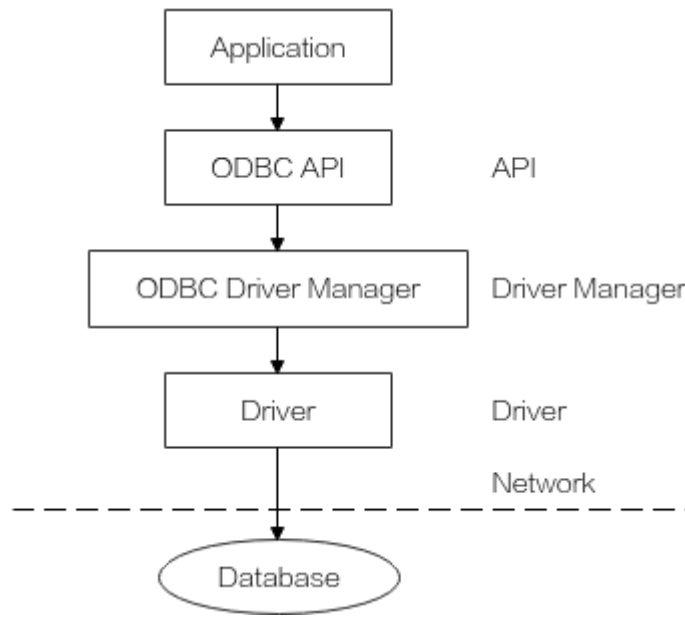 Application
ODBC API API
ODBC Driver Manager Driver Manager
Driver Driver
Network
Database